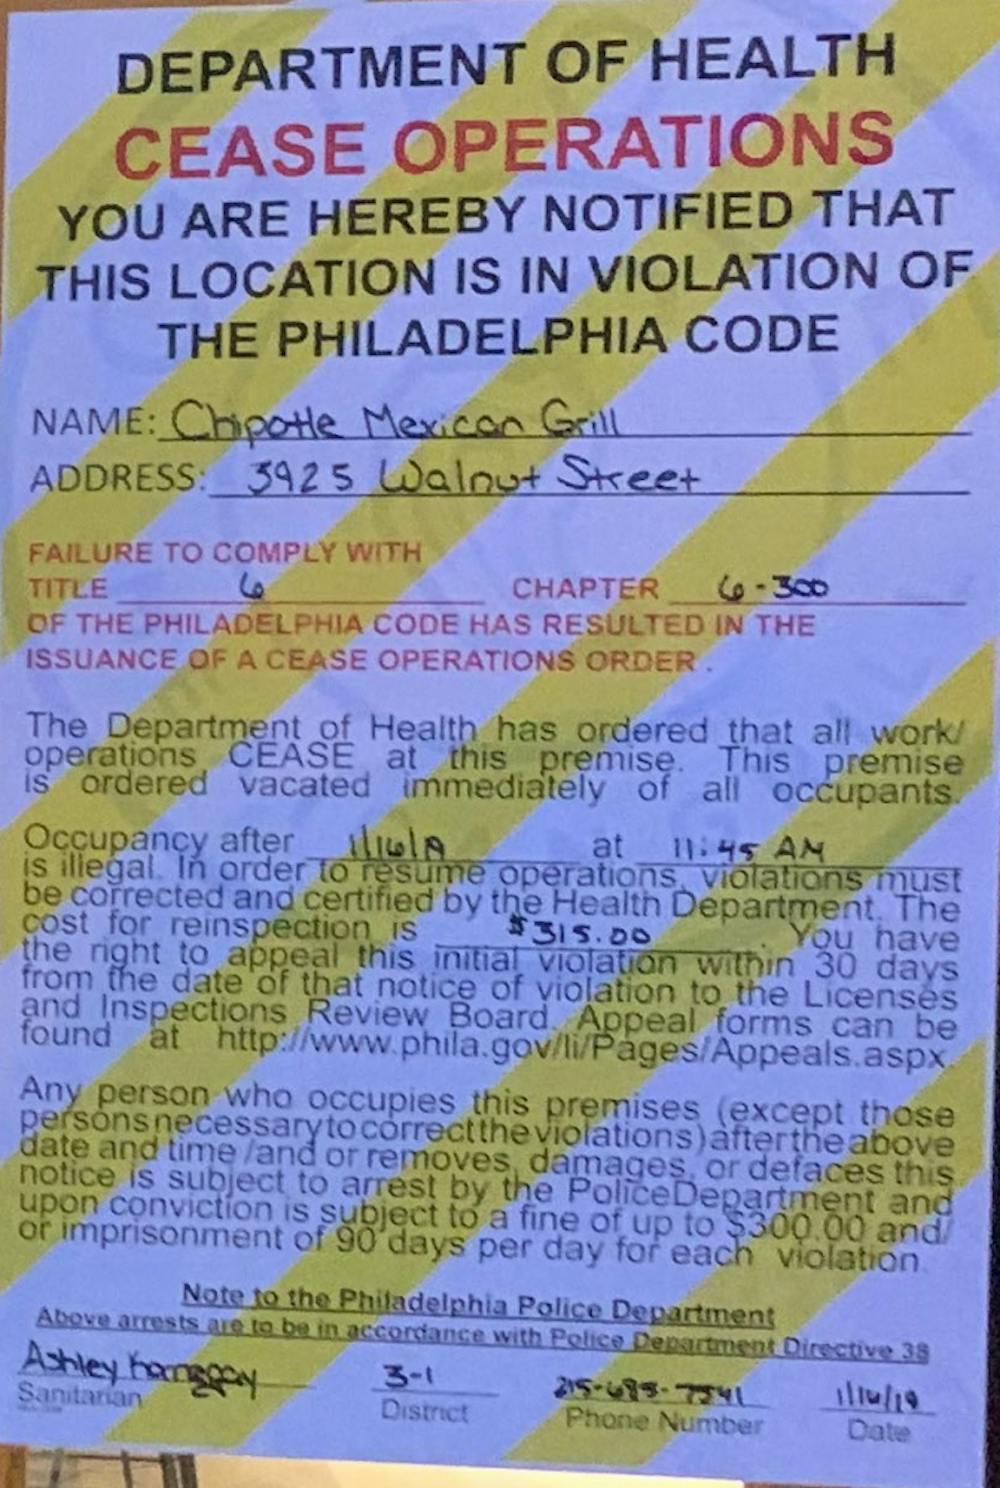 DEPARTMENT OF HEALTH
CEASE OPERATIONS
YOU ARE HEREBY NOTIFIED THAT
THIS LOCATION IS IN VIOLATION OF
THE PHILADELPHIA CODE
NAME: Chipotle Mexican Grill
ADDRESS: 3925 Walnut Street
FAILURE TO COMPLY WITH
TITLE 6 CHAPTER 6-300
OF THE PHILADELPHIA CODE HAS RESULTED IN THE
ISSUANCE OF A CEASE OPERATIONS ORDER.
The Department of Health has ordered that all work/
operations CEASE at this premise. This premise
is ordered vacated immediately of all occupants.
Occupancy after 1/16/19 at 11:45 AM
is illegal. In order to resume operations, violations must
be corrected and certified by the Health Department. The
cost for reinspection is $315.00. You have
the right to appeal this initial violation within 30 days
from the date of that notice of violation to the Licenses
and Inspections Review Board. Appeal forms can be
found at http://www.phila.gov/li/Pages/Appeals.aspx.
Any person who occupies this premises (except those
persons necessary to correct the violations) after the above
date and time /and or removes, damages, or defaces this
notice is subject to arrest by the Police Department and
upon conviction is subject to a fine of up to $300.00 and/
or imprisonment of 90 days per day for each violation.
Note to the Philadelphia Police Department
Above arrests are to be in accordance with Police Department Directive 38
Ashley 3-1 215-685-7341 1/16/19
Sanitarian District Phone Number Date